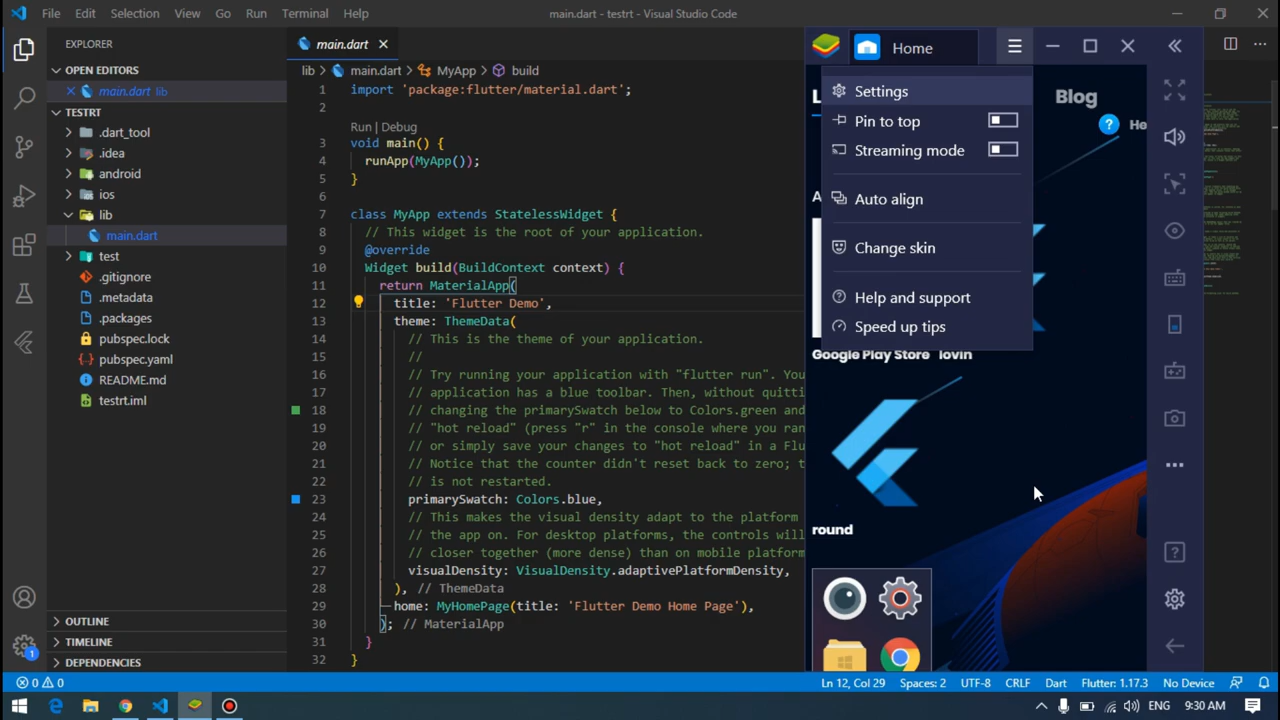 File Edit Selection View Go Run Terminal Help
main.dart - testrt - Visual Studio Code
EXPLORER
OPEN EDITORS
main.dart lib
TESTRT
.dart_tool
.idea
android
ios
lib
main.dart
test
.gitignore
.metadata
.packages
pubspec.lock
pubspec.yaml
README.md
testrt.iml
OUTLINE
TIMELINE
DEPENDENCIES
main.dart
lib > main.dart > MyApp > build
1 import 'package:flutter/material.dart';
2
Run | Debug
3 void main() {
4 runApp(MyApp());
5 }
6
7 class MyApp extends StatelessWidget {
8 // This widget is the root of your application.
9 @override
10 Widget build(BuildContext context) {
11 return MaterialApp(
12 title: 'Flutter Demo',
13 theme: ThemeData(
14 // This is the theme of your application.
15 //
16 // Try running your application with "flutter run". You
17 // application has a blue toolbar. Then, without quitti
18 // changing the primarySwatch below to Colors.green and
19 // "hot reload" (press "r" in the console where you ran
20 // or simply save your changes to "hot reload" in a Flu
21 // Notice that the counter didn't reset back to zero; t
22 // is not restarted.
23 primarySwatch: Colors.blue,
24 // This makes the visual density adapt to the platform
25 // the app on. For desktop platforms, the controls will
26 // closer together (more dense) than on mobile platform
27 visualDensity: VisualDensity.adaptivePlatformDensity,
28 ), // ThemeData
29 home: MyHomePage(title: 'Flutter Demo Home Page'),
30 ); // MaterialApp
31 }
32 }
Home
Settings
Pin to top
Streaming mode
Auto align
Change skin
Help and support
Speed up tips
Blog
He
Google Play Store lovin
round
0 0
Ln 12, Col 29 Spaces: 2 UTF-8 CRLF Dart Flutter: 1.17.3 No Device
1
ENG 9:30 AM